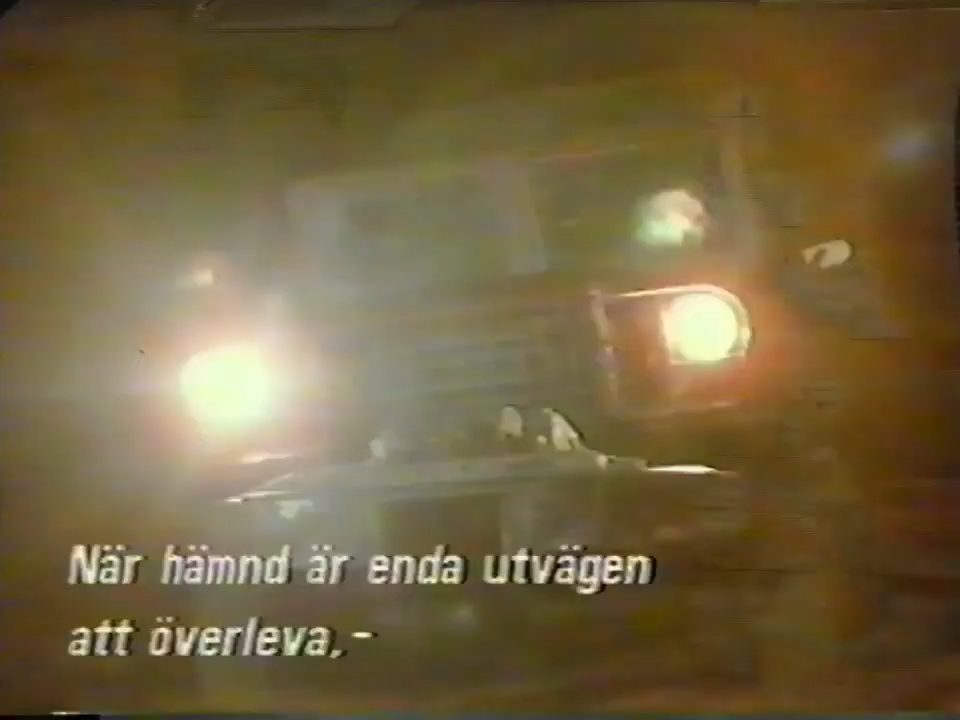 När hämnd är enda utvägen
att överleva,-